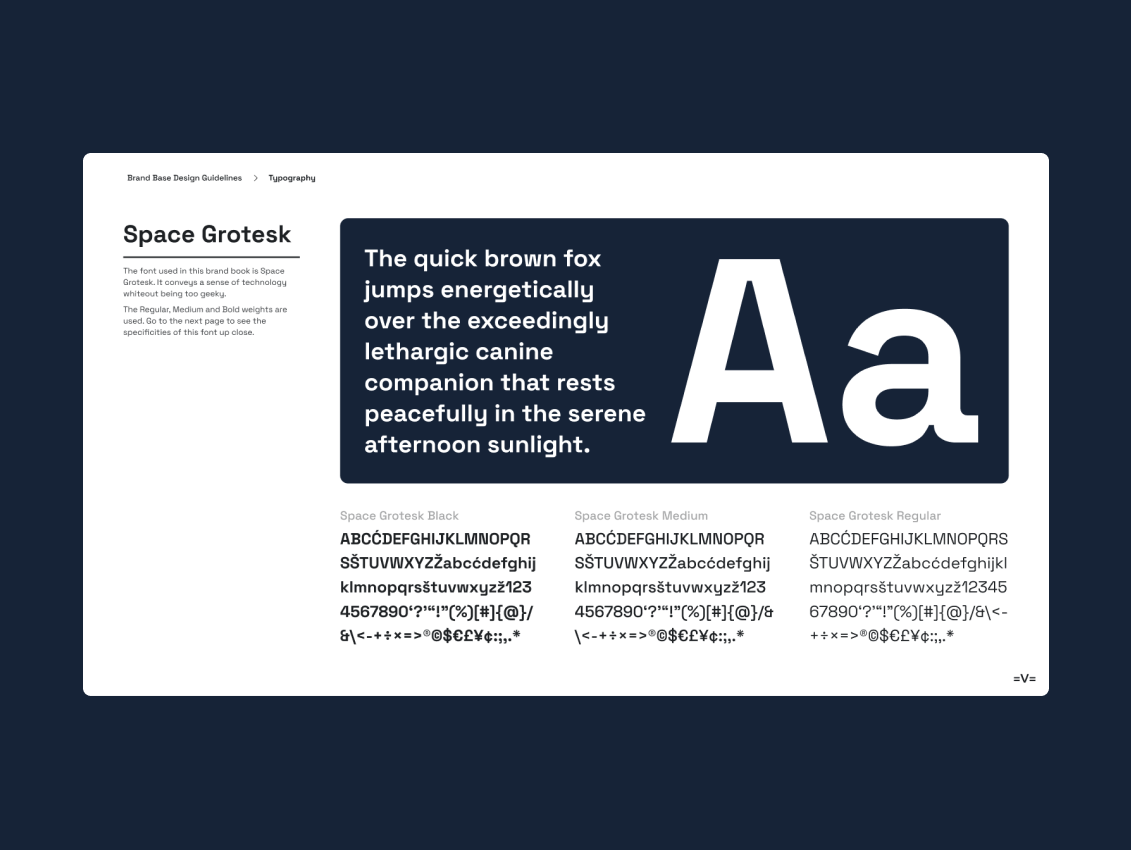 Brand Base Design Guidelines > Typography
Space Grotesk
The font used in this brand book is Space
Grotesk. It conveys a sense of technology
whiteout being too geeky.
The Regular, Medium and Bold weights are
used. Go to the next page to see the
specificities of this font up close.
The quick brown fox
jumps energetically
over the exceedingly
lethargic canine
companion that rests
peacefully in the serene
afternoon sunlight.
Aa
Space Grotesk Black
ABCĆDEFGHIJKLMNOPQR
SŠTUVWXYZŽabcćdefghij
klmnopqrsštuvwxyzž123
4567890‘?’“!”(%)[#]{@}/
&\<-+÷×=>®©$€£¥¢:;,.*
Space Grotesk Medium
ABCĆDEFGHIJKLMNOPQR
SŠTUVWXYZŽabcćdefghij
klmnopqrsštuvwxyzž123
4567890‘?’“!”(%)[#]{@}/&
\<-+÷×=>®©$€£¥¢:;,.*
Space Grotesk Regular
ABCĆDEFGHIJKLMNOPQRS
ŠTUVWXYZŽabcćdefghijkl
mnopqrsštuvwxyzž12345
67890‘?’“!”(%)[#]{@}/&\<-
+÷×=>®©$€£¥¢:;,.*
=V=